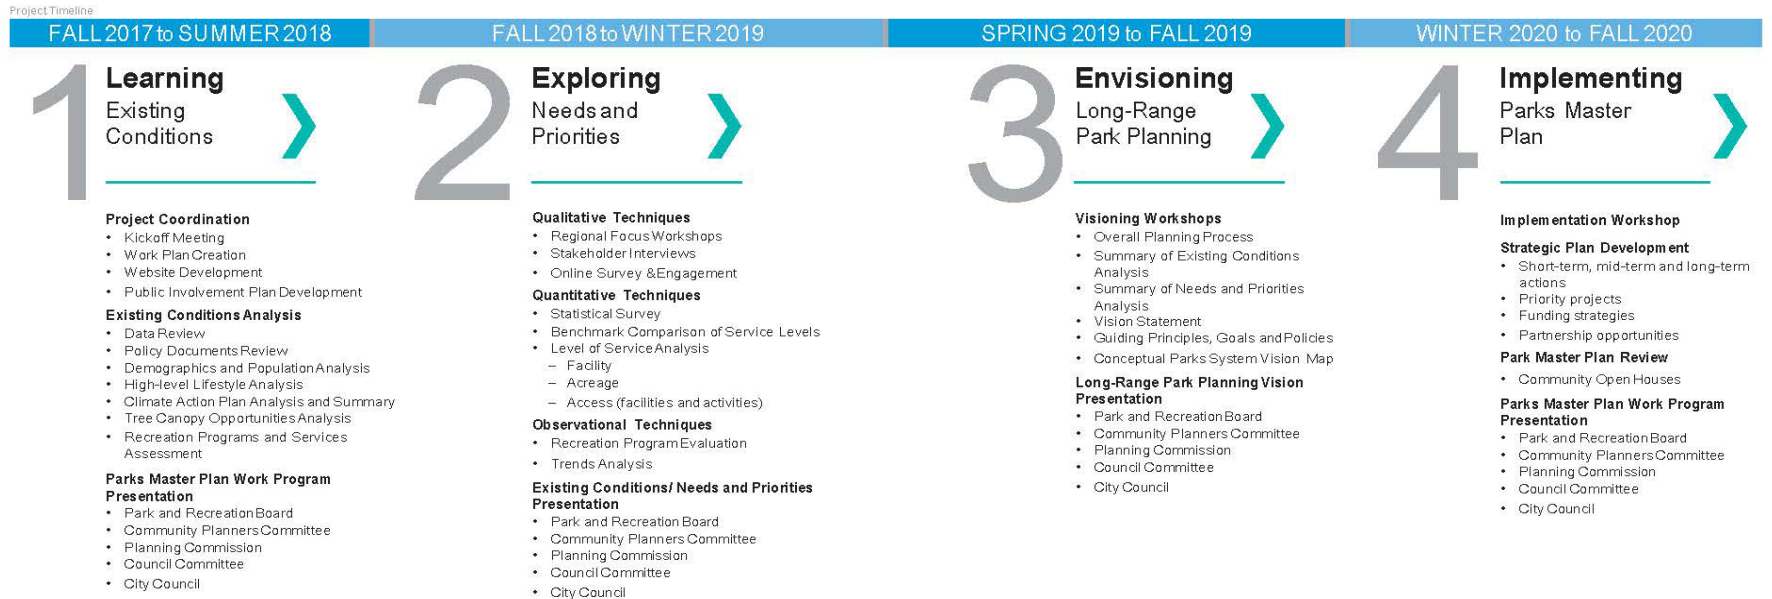 Project Timeline
FALL 2017 to SUMMER 2018
FALL 2018 to WINTER 2019
SPRING 2019 to FALL 2019
WINTER 2020 to FALL 2020
1
Learning
Existing
Conditions
Project Coordination
• Kickoff Meeting
• Work Plan Creation
• Website Development
• Public Involvement Plan Development
Existing Conditions Analysis
• Data Review
• Policy Documents Review
• Demographics and Population Analysis
• High-level Lifestyle Analysis
• Climate Action Plan Analysis and Summary
• Tree Canopy Opportunities Analysis
• Recreation Programs and Services
Assessment
Parks Master Plan Work Program
Presentation
• Park and Recreation Board
• Community Planners Committee
• Planning Commission
• Council Committee
• City Council
2
Exploring
Needs and
Priorities
Qualitative Techniques
• Regional Focus Workshops
• Stakeholder Interviews
• Online Survey & Engagement
Quantitative Techniques
• Statistical Survey
• Benchmark Comparison of Service Levels
• Level of Service Analysis
– Facility
– Acreage
– Access (facilities and activities)
Observational Techniques
• Recreation Program Evaluation
• Trends Analysis
Existing Conditions/ Needs and Priorities
Presentation
• Park and Recreation Board
• Community Planners Committee
• Planning Commission
• Council Committee
• City Council
3
Envisioning
Long-Range
Park Planning
Visioning Workshops
• Overall Planning Process
• Summary of Existing Conditions
Analysis
• Summary of Needs and Priorities
Analysis
• Vision Statement
• Guiding Principles, Goals and Policies
• Conceptual Parks System Vision Map
Long-Range Park Planning Vision
Presentation
• Park and Recreation Board
• Community Planners Committee
• Planning Commission
• Council Committee
• City Council
4
Implementing
Parks Master
Plan
Implementation Workshop
Strategic Plan Development
• Short-term, mid-term and long-term
actions
• Priority projects
• Funding strategies
• Partnership opportunities
Park Master Plan Review
• Community Open Houses
Parks Master Plan Work Program
Presentation
• Park and Recreation Board
• Community Planners Committee
• Planning Commission
• Council Committee
• City Council